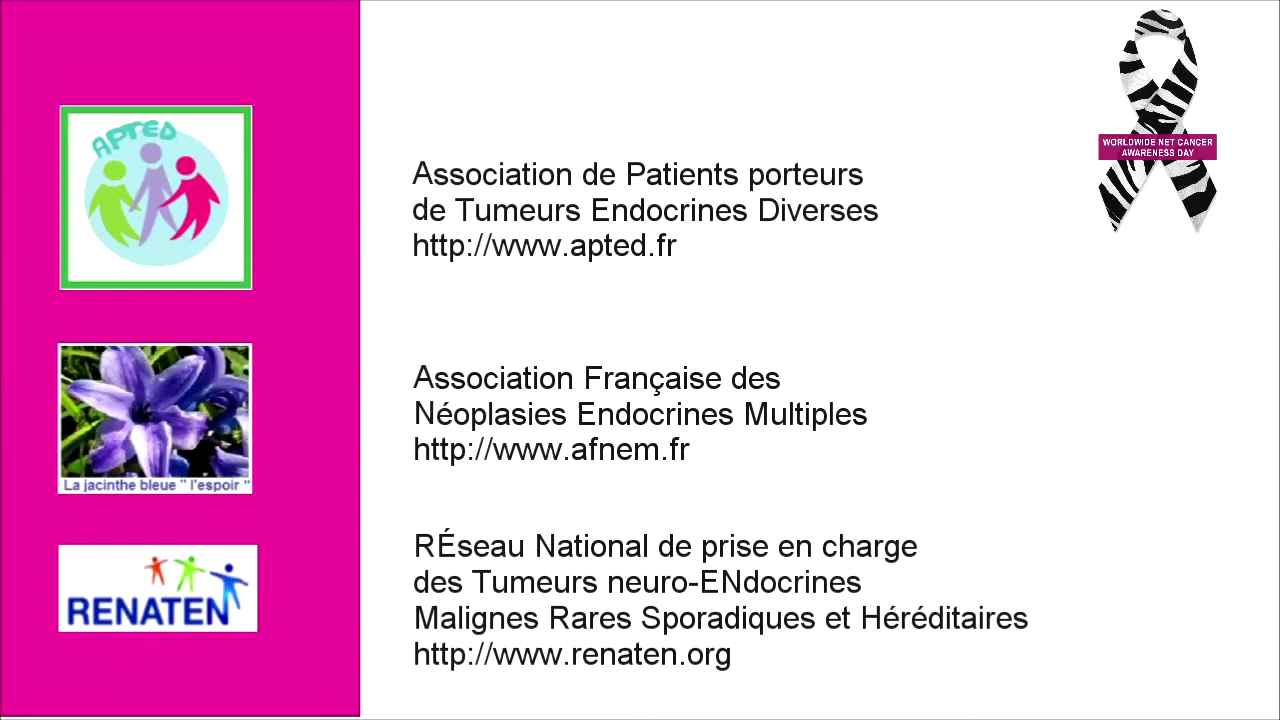 WORLDWIDE NET CANÇER
AWARENESS DAY
APTED
Association de Patients porteurs
de Tumeurs Endocrines Diverses
http://www.apted.fr
La jacinthe bleue " l'espoir "
Association Française des
Néoplasies Endocrines Multiples
http://www.afnem.fr
RENATEN
RÉseau National de prise en charge
des Tumeurs neuro-ENdocrines
Malignes Rares Sporadiques et Héréditaires
http://www.renaten.org